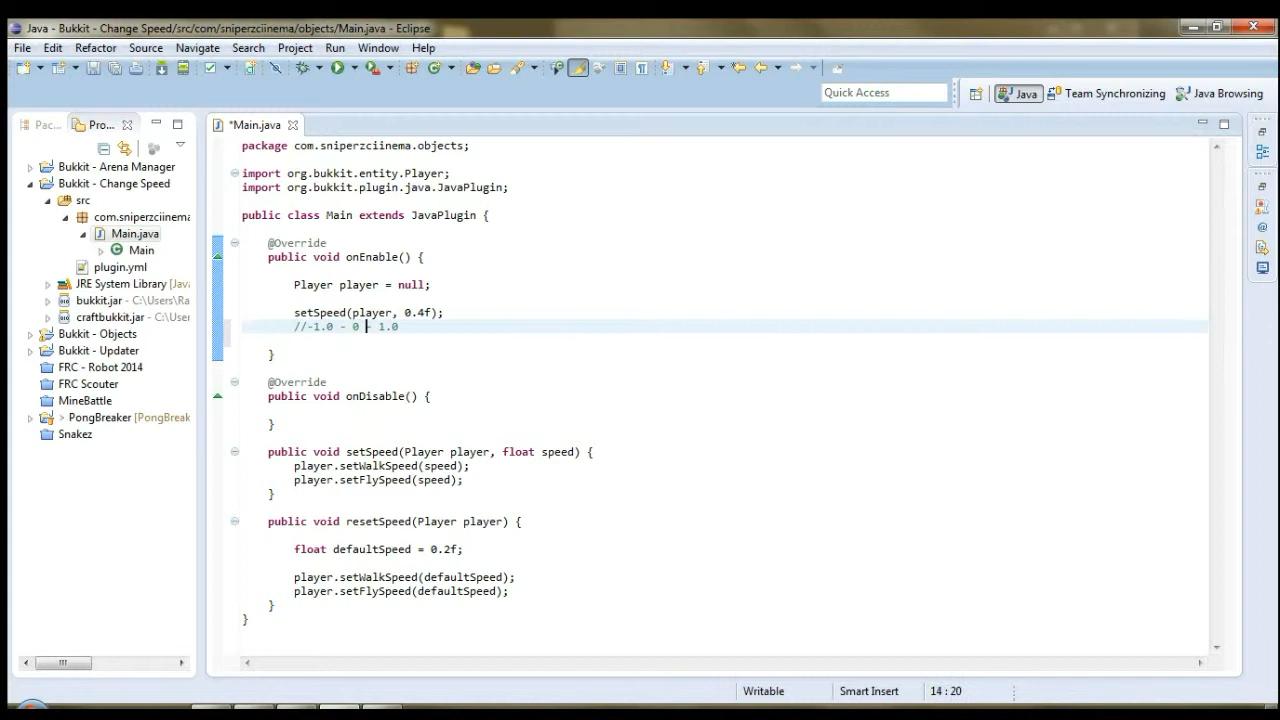 Java - Bukkit - Change Speed/src/com/sniperzciinema/objects/Main.java - Eclipse
File Edit Refactor Source Navigate Search Project Run Window Help
Quick Access
Java Team Synchronizing Java Browsing
Pac... Pro...
*Main.java
Bukkit - Arena Manager
Bukkit - Change Speed
src
com.sniperzciinema
Main.java
Main
plugin.yml
JRE System Library [Java
bukkit.jar - C:\Users\Ra
craftbukkit.jar - C:\User
Bukkit - Objects
Bukkit - Updater
FRC - Robot 2014
FRC Scouter
MineBattle
> PongBreaker [PongBreak
Snakez
package com.sniperzciinema.objects;
import org.bukkit.entity.Player;
import org.bukkit.plugin.java.JavaPlugin;
public class Main extends JavaPlugin {
@Override
public void onEnable() {
Player player = null;
setSpeed(player, 0.4f);
//-1.0 - 0 - 1.0
}
@Override
public void onDisable() {
}
public void setSpeed(Player player, float speed) {
player.setWalkSpeed(speed);
player.setFlySpeed(speed);
}
public void resetSpeed(Player player) {
float defaultSpeed = 0.2f;
player.setWalkSpeed(defaultSpeed);
player.setFlySpeed(defaultSpeed);
}
}
Writable Smart Insert 14 : 20